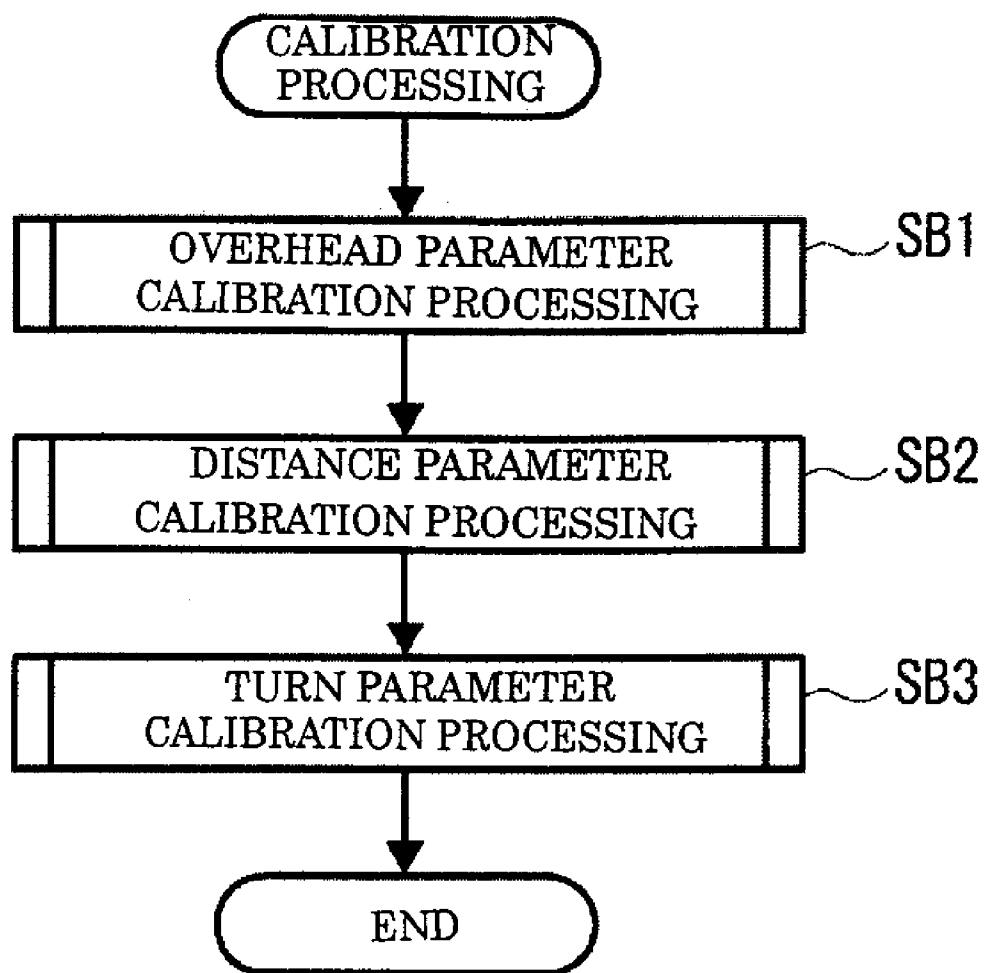 CALIBRATION
PROCESSING
OVERHEAD PARAMETER
CALIBRATION PROCESSING
SB1
DISTANCE PARAMETER
CALIBRATION PROCESSING
SB2
TURN PARAMETER
CALIBRATION PROCESSING
SB3
END